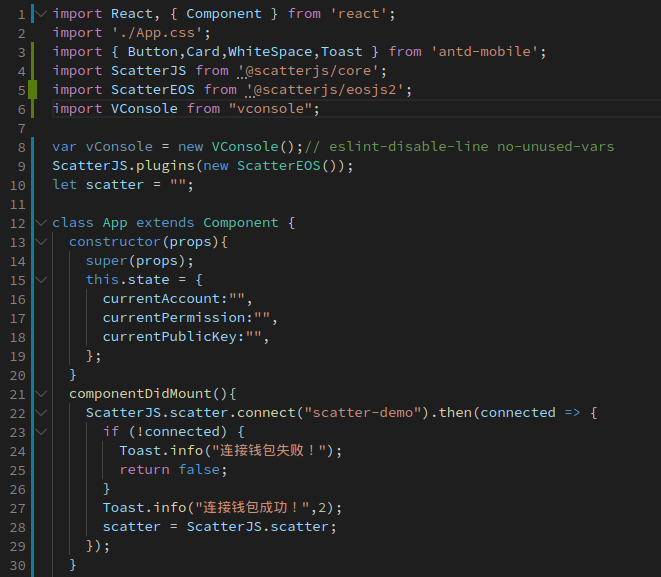 1 import React, { Component } from 'react';
2 import './App.css';
3 import { Button,Card,WhiteSpace,Toast } from 'antd-mobile';
4 import ScatterJS from '@scatterjs/core';
5 import ScatterEOS from '@scatterjs/eosjs2';
6 import VConsole from "vconsole";
7
8 var vConsole = new VConsole();// eslint-disable-line no-unused-vars
9 ScatterJS.plugins(new ScatterEOS());
10 let scatter = "";
11
12 class App extends Component {
13 constructor(props){
14 super(props);
15 this.state = {
16 currentAccount:"",
17 currentPermission:"",
18 currentPublicKey:"",
19 };
20 }
21 componentDidMount(){
22 ScatterJS.scatter.connect("scatter-demo").then(connected => {
23 if (!connected) {
24 Toast.info("连接钱包失败！");
25 return false;
26 }
27 Toast.info("连接钱包成功！",2);
28 scatter = ScatterJS.scatter;
29 });
30 }